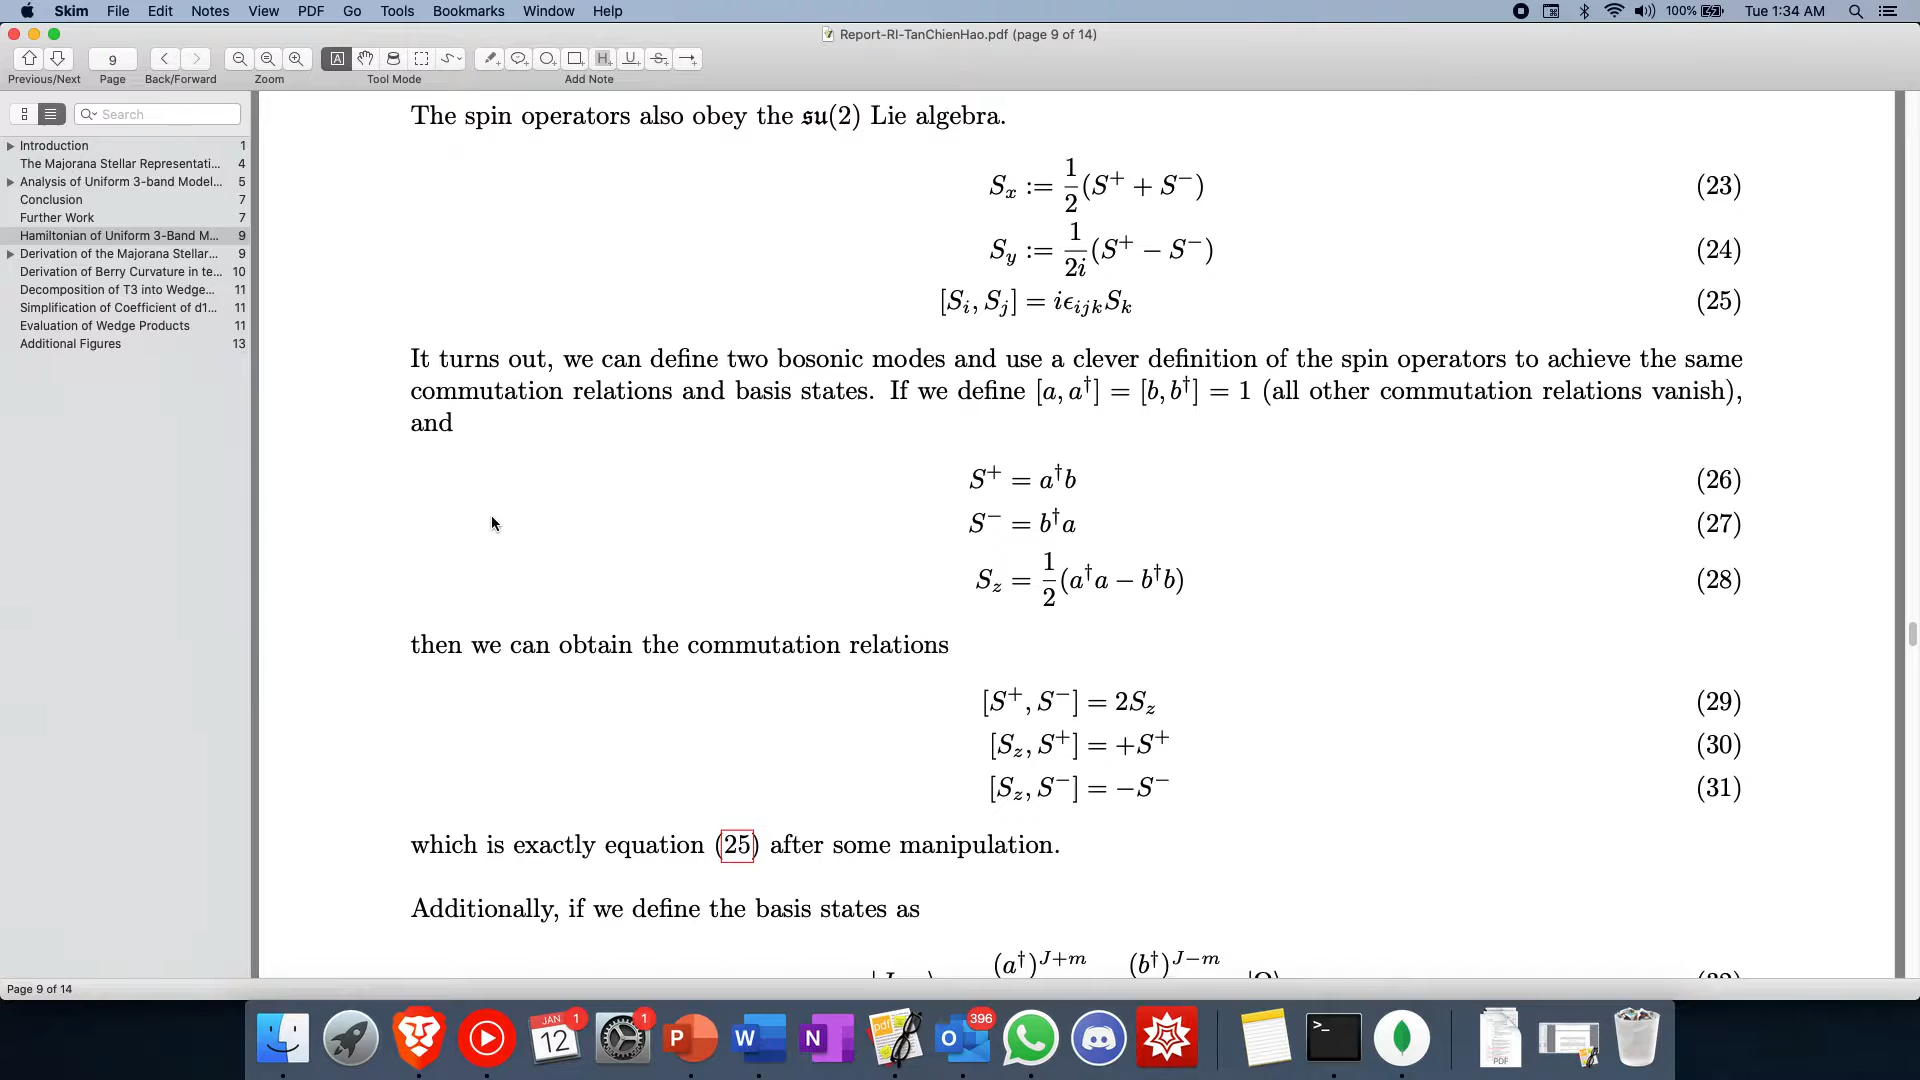 Skim File Edit Notes View PDF Go Tools Bookmarks Window Help 100% Tue 1:34 AM
Report-RI-TanChienHao.pdf (page 9 of 14)
9
Previous/Next Page Back/Forward Zoom Tool Mode Add Note
Search
Introduction 1
The Majorana Stellar Representati... 4
Analysis of Uniform 3-band Model... 5
Conclusion 7
Further Work 7
Hamiltonian of Uniform 3-Band M... 9
Derivation of the Majorana Stellar... 9
Derivation of Berry Curvature in te... 10
Decomposition of T3 into Wedge... 11
Simplification of Coefficient of d1... 11
Evaluation of Wedge Products 11
Additional Figures 13
The spin operators also obey the 𝔰𝔲(2) Lie algebra.
S_x := 1/2 (S⁺ + S⁻) (23)
S_y := 1/2i (S⁺ − S⁻) (24)
[S_i, S_j] = iϵ_ijk S_k (25)
It turns out, we can define two bosonic modes and use a clever definition of the spin operators to achieve the same
commutation relations and basis states. If we define [a, a†] = [b, b†] = 1 (all other commutation relations vanish),
and
S⁺ = a†b (26)
S⁻ = b†a (27)
S_z = 1/2 (a†a − b†b) (28)
then we can obtain the commutation relations
[S⁺, S⁻] = 2S_z (29)
[S_z, S⁺] = +S⁺ (30)
[S_z, S⁻] = −S⁻ (31)
which is exactly equation (25) after some manipulation.
Additionally, if we define the basis states as
(a†)^J+m (b†)^J−m
Page 9 of 14
JAN 12 1 1 396
PDF